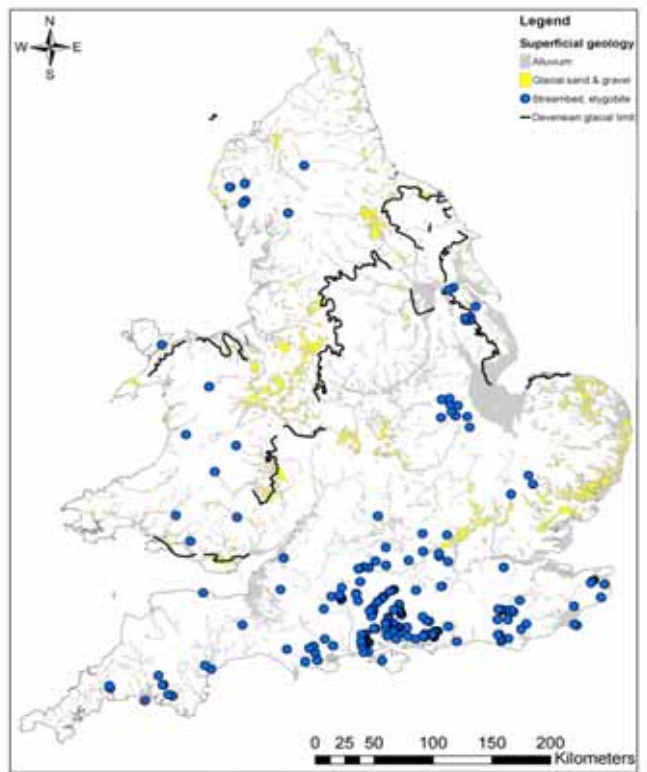 N
W E
S
Legend
Superficial geology
Alluvium
Glacial sand & gravel
Streambed, stygobite
Devensian glacial limit
0 25 50 100 150 200
Kilometers